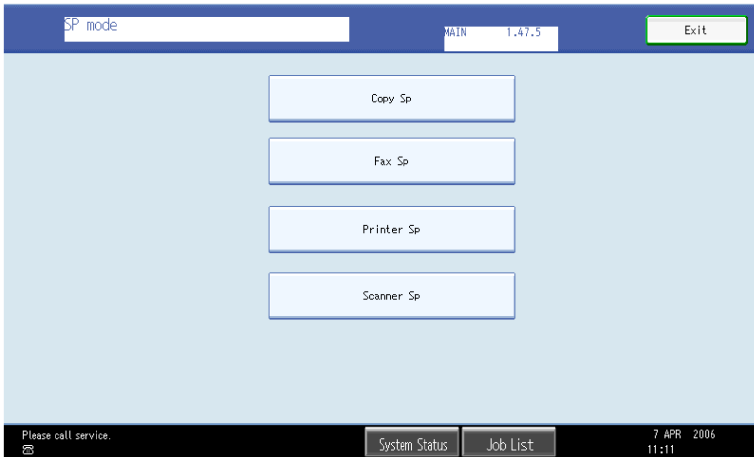 SP mode
MAIN 1.47.5
Exit
Copy Sp
Fax Sp
Printer Sp
Scanner Sp
Please call service.
System Status
Job List
7 APR 2006
11:11